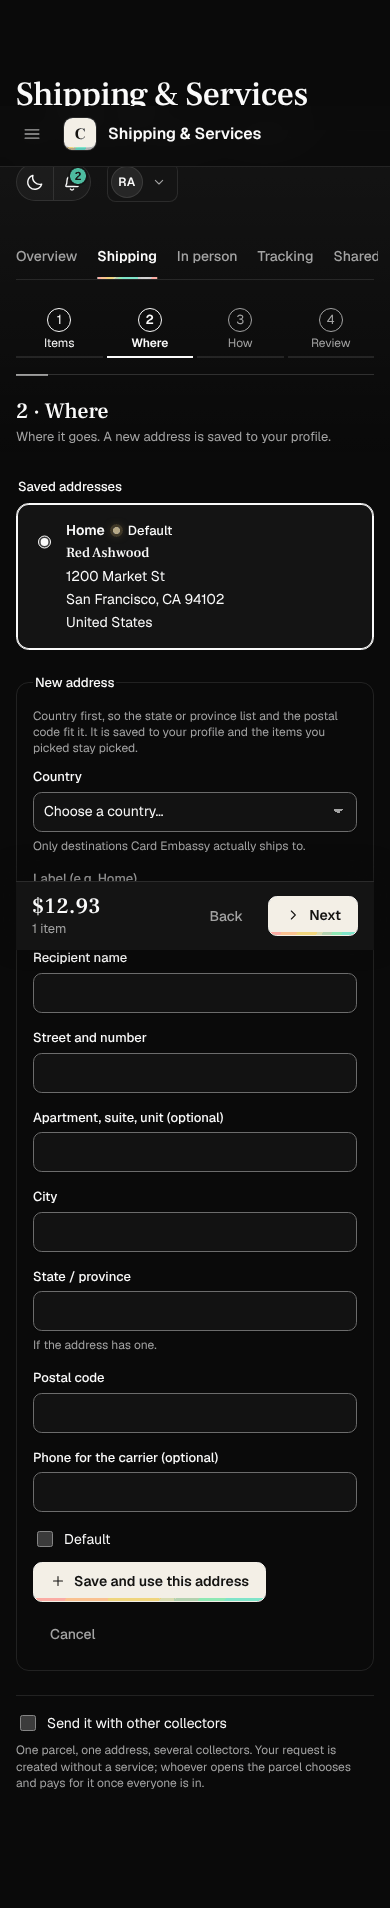 Shipping & Services
C
Shipping & Services
2
RA
Overview
Shipping
In person
Tracking
Shared
1
2
3
4
Items
Where
How
Review
2 · Where
Where it goes. A new address is saved to your profile.
Saved addresses
Home
Default
Red Ashwood
1200 Market St
San Francisco, CA 94102
United States
New address
Country first, so the state or province list and the postal
code fit it. It is saved to your profile and the items you
picked stay picked.
Country
Choose a country...
Only destinations Card Embassy actually ships to.
Label (e.g. Home)
$12.93
1 item
Back
Next
Recipient name
Street and number
Apartment, suite, unit (optional)
City
State / province
If the address has one.
Postal code
Phone for the carrier (optional)
Default
Save and use this address
Cancel
Send it with other collectors
One parcel, one address, several collectors. Your request is
created without a service; whoever opens the parcel chooses
and pays for it once everyone is in.